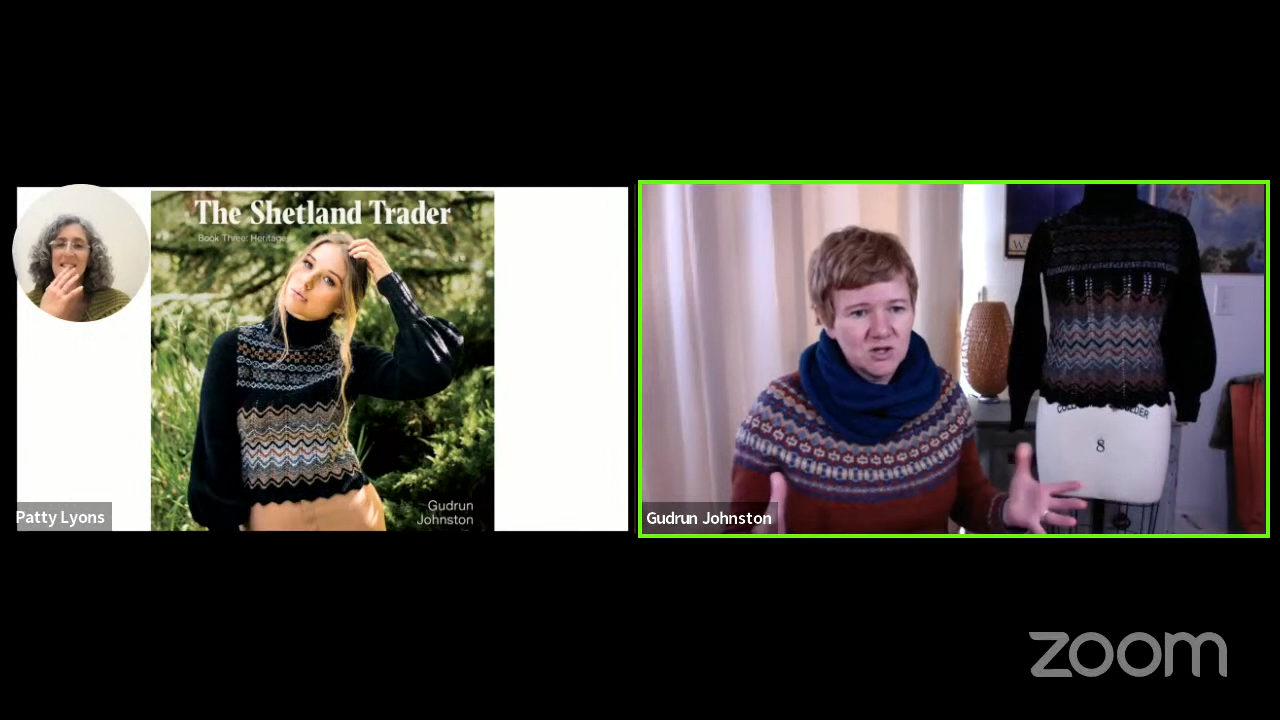 The Shetland Trader
Book Three: Heritage
Gudrun
Johnston
Patty Lyons
8
Gudrun Johnston
zoom